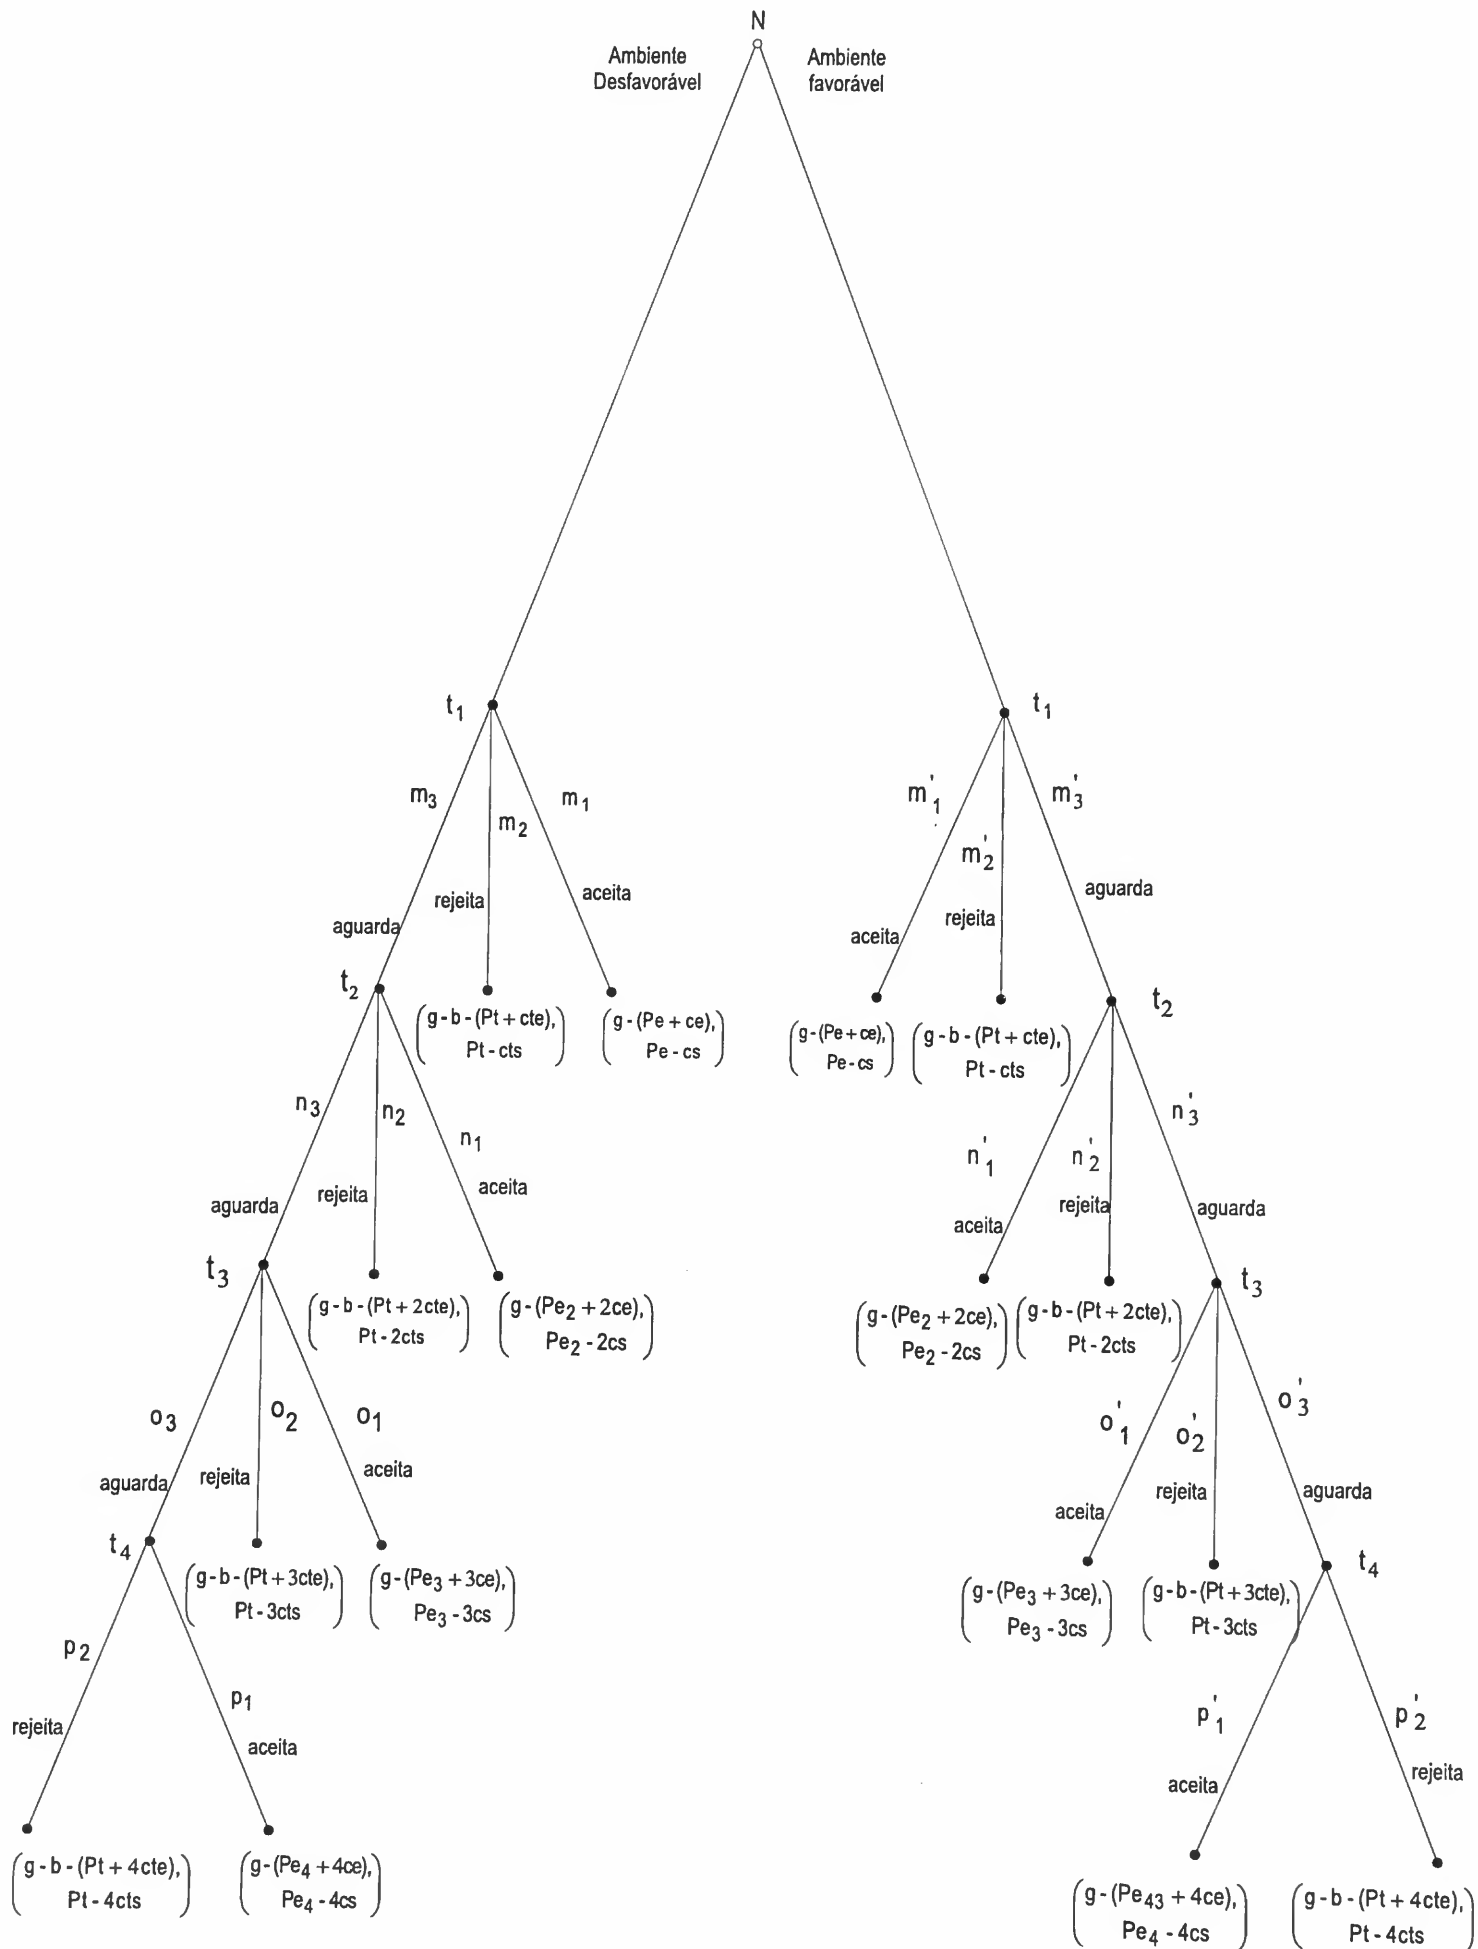 N
Ambiente
Desfavorável
Ambiente
favorável
t1
t1
m3
m2
m1
m'1
m'2
m'3
aguarda
rejeita
aceita
aceita
rejeita
aguarda
t2
t2
(g - b - (Pt + cte),
Pt - cts)
(g - (Pe + ce),
Pe - cs)
(g - (Pe + ce),
Pe - cs)
(g - b - (Pt + cte),
Pt - cts)
n3
n2
n1
n'1
n'2
n'3
aguarda
rejeita
aceita
aceita
rejeita
aguarda
t3
t3
(g - b - (Pt + 2cte),
Pt - 2cts)
(g - (Pe2 + 2ce),
Pe2 - 2cs)
(g - (Pe2 + 2ce),
Pe2 - 2cs)
(g - b - (Pt + 2cte),
Pt - 2cts)
o3
o2
o1
o'1
o'2
o'3
aguarda
rejeita
aceita
aceita
rejeita
aguarda
t4
t4
(g - b - (Pt + 3cte),
Pt - 3cts)
(g - (Pe3 + 3ce),
Pe3 - 3cs)
(g - (Pe3 + 3ce),
Pe3 - 3cs)
(g - b - (Pt + 3cte),
Pt - 3cts)
p2
p1
p'1
p'2
rejeita
aceita
aceita
rejeita
(g - b - (Pt + 4cte),
Pt - 4cts)
(g - (Pe4 + 4ce),
Pe4 - 4cs)
(g - (Pe43 + 4ce),
Pe4 - 4cs)
(g - b - (Pt + 4cte),
Pt - 4cts)